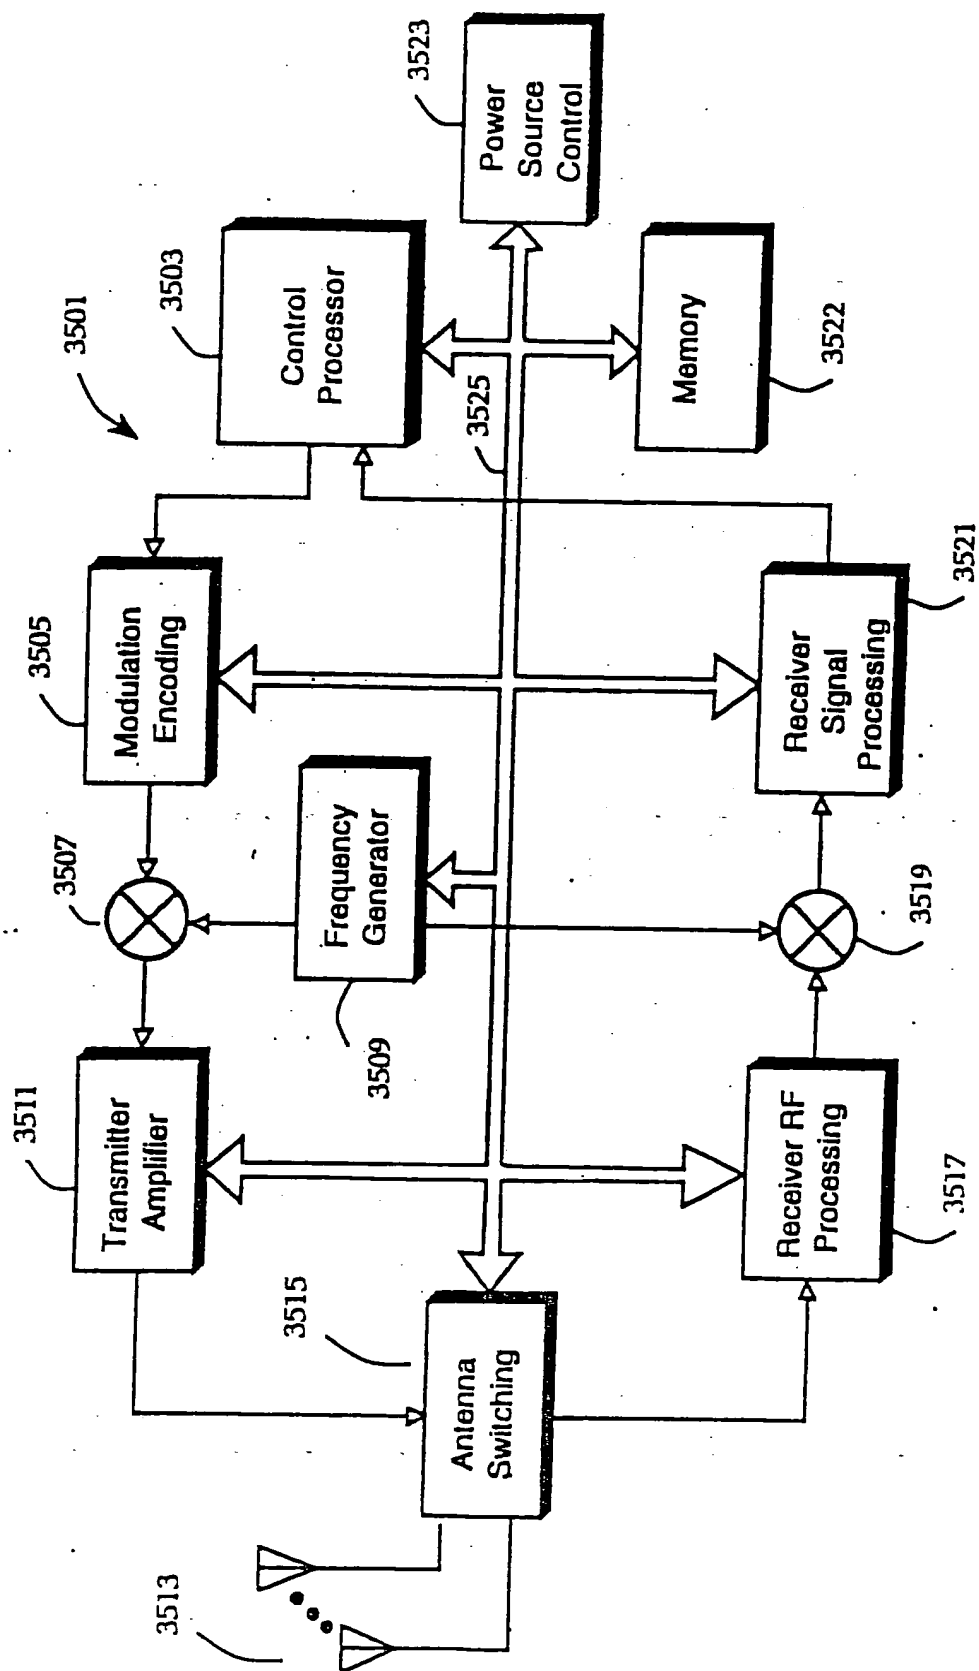 3501
3503
Control
Processor
3523
Power
Source
Control
3505
Modulation
Encoding
3525
3522
Memory
3507
3509
Frequency
Generator
3521
Receiver
Signal
Processing
3511
Transmitter
Amplifier
3519
3515
Antenna
Switching
3517
Receiver RF
Processing
3513